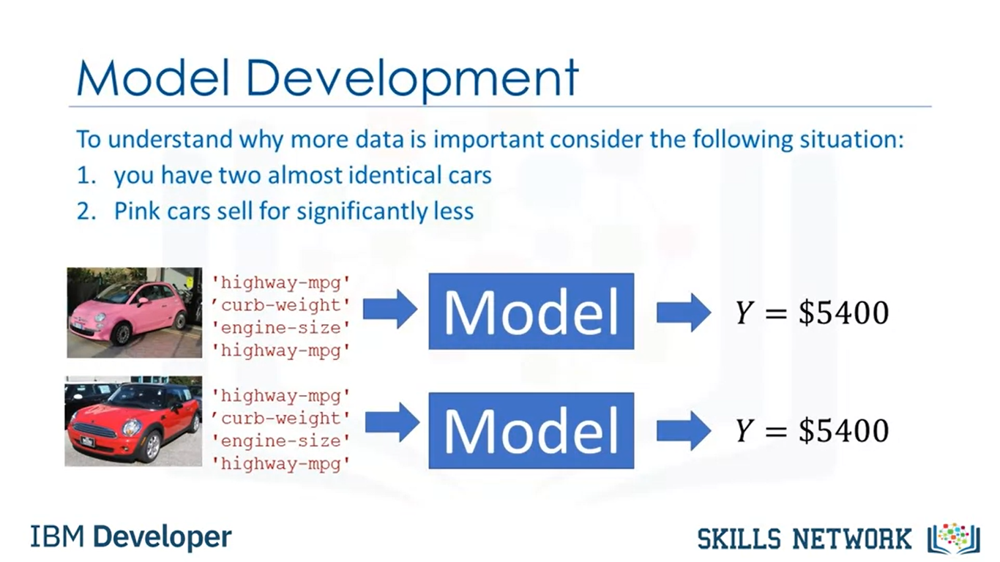 Model Development
To understand why more data is important consider the following situation:
1. you have two almost identical cars
2. Pink cars sell for significantly less
'highway-mpg'
’curb-weight'
'engine-size'
'highway-mpg'
Model
Y = $5400
'highway-mpg'
’curb-weight'
'engine-size'
'highway-mpg'
Model
Y = $5400
IBM Developer
SKILLS NETWORK